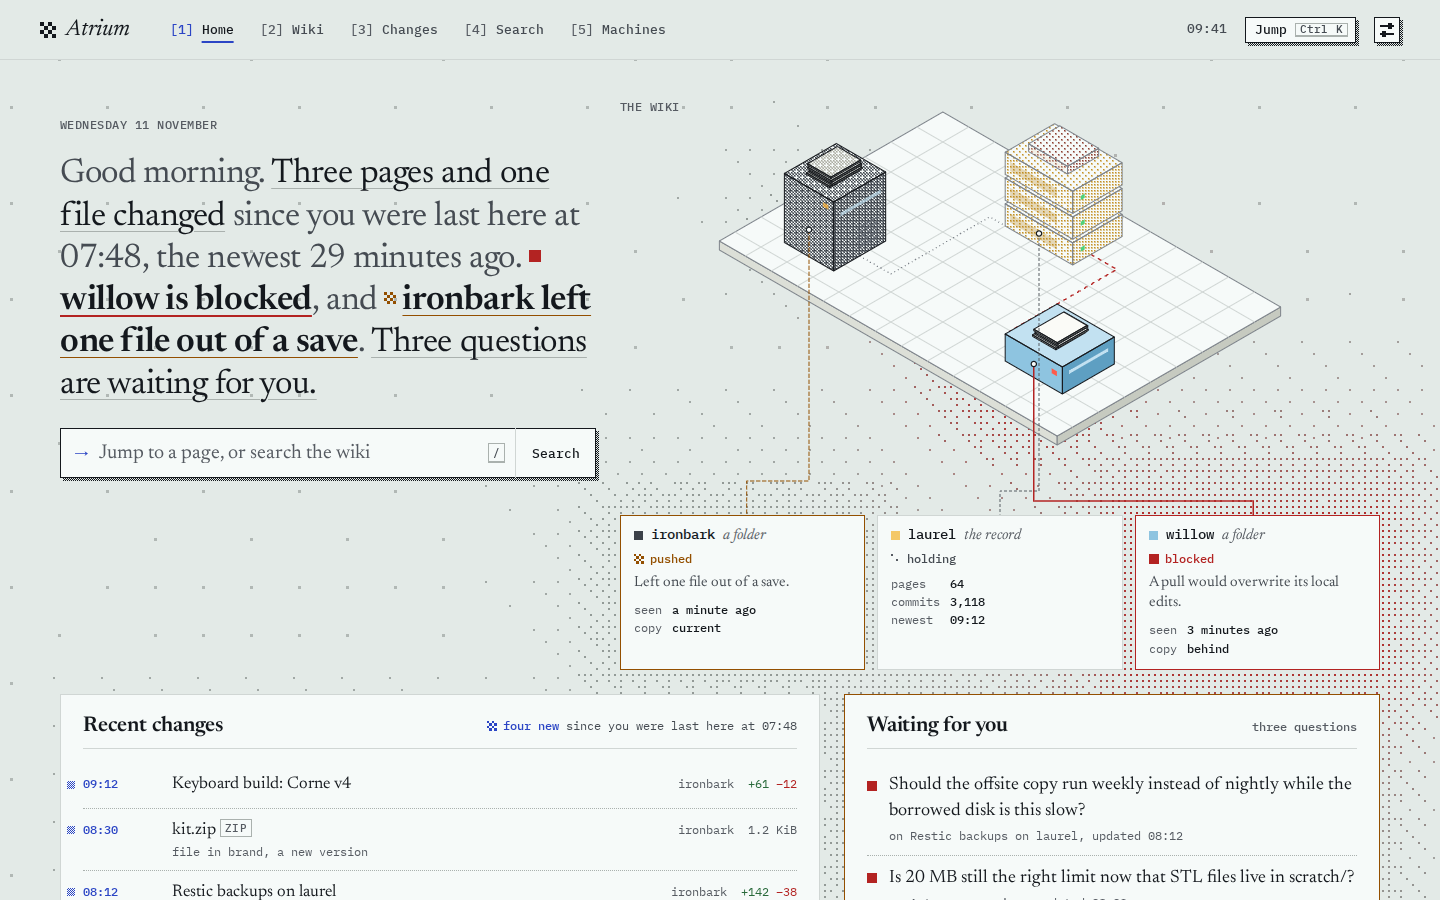 Atrium
[1] Home [2] Wiki [3] Changes [4] Search [5] Machines
09:41
Jump Ctrl K
WEDNESDAY 11 NOVEMBER
Good morning. Three pages and one
file changed since you were last here at
07:48, the newest 29 minutes ago.
willow is blocked, and ironbark left
one file out of a save. Three questions
are waiting for you.
→ Jump to a page, or search the wiki / Search
THE WIKI
ironbark a folder
pushed
Left one file out of a save.
seen a minute ago
copy current
laurel the record
holding
pages 64
commits 3,118
newest 09:12
willow a folder
blocked
A pull would overwrite its local
edits.
seen 3 minutes ago
copy behind
Recent changes
four new since you were last here at 07:48
09:12 Keyboard build: Corne v4 ironbark +61 −12
08:30 kit.zip ZIP ironbark 1.2 KiB
file in brand, a new version
08:12 Restic backups on laurel ironbark +142 −38
Waiting for you
three questions
Should the offsite copy run weekly instead of nightly while the
borrowed disk is this slow?
on Restic backups on laurel, updated 08:12
Is 20 MB still the right limit now that STL files live in scratch/?